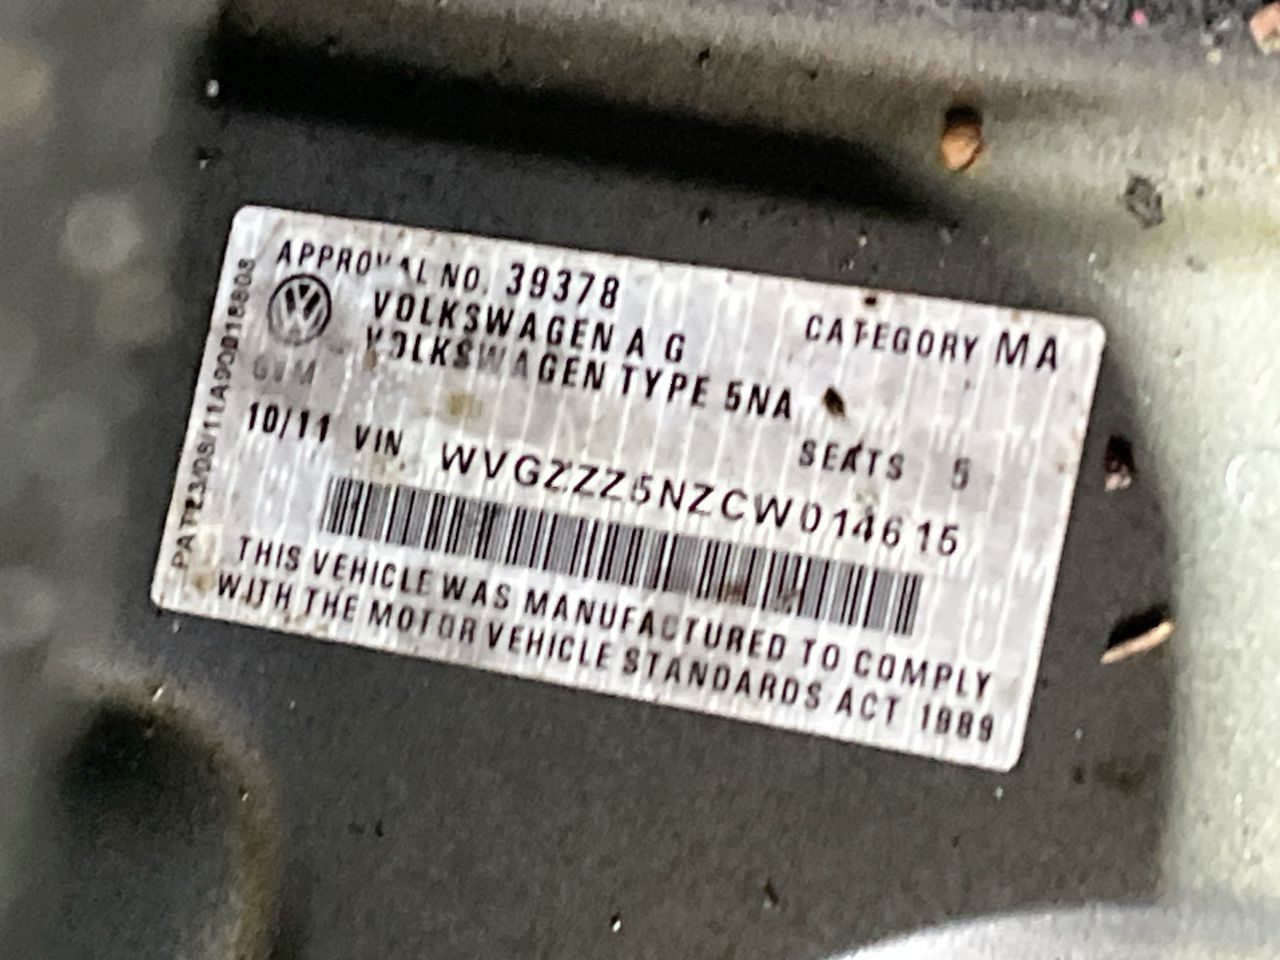 APPROVAL NO. 39378
VOLKSWAGEN A G
CATEGORY MA
VOLKSWAGEN TYPE 5NA
SEATS 5
10/11 VIN WVGZZZ5NZCW014615
THIS VEHICLE WAS MANUFACTURED TO COMPLY
WITH THE MOTOR VEHICLE STANDARDS ACT 1989